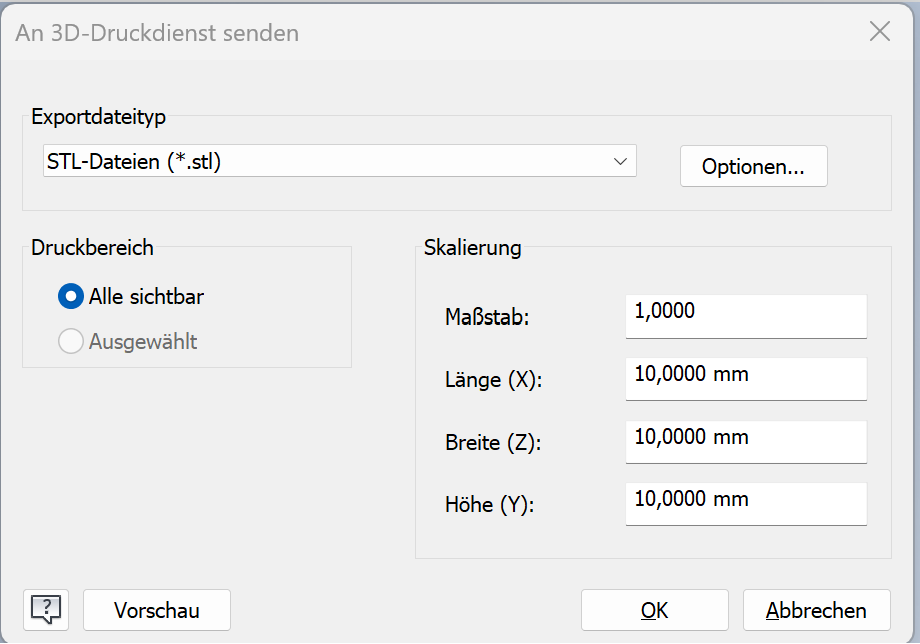 An 3D-Druckdienst senden
Exportdateityp
STL-Dateien (*.stl)
Optionen...
Druckbereich
Alle sichtbar
Ausgewählt
Skalierung
Maßstab:
1,0000
Länge (X):
10,0000 mm
Breite (Z):
10,0000 mm
Höhe (Y):
10,0000 mm
?
Vorschau
OK
Abbrechen